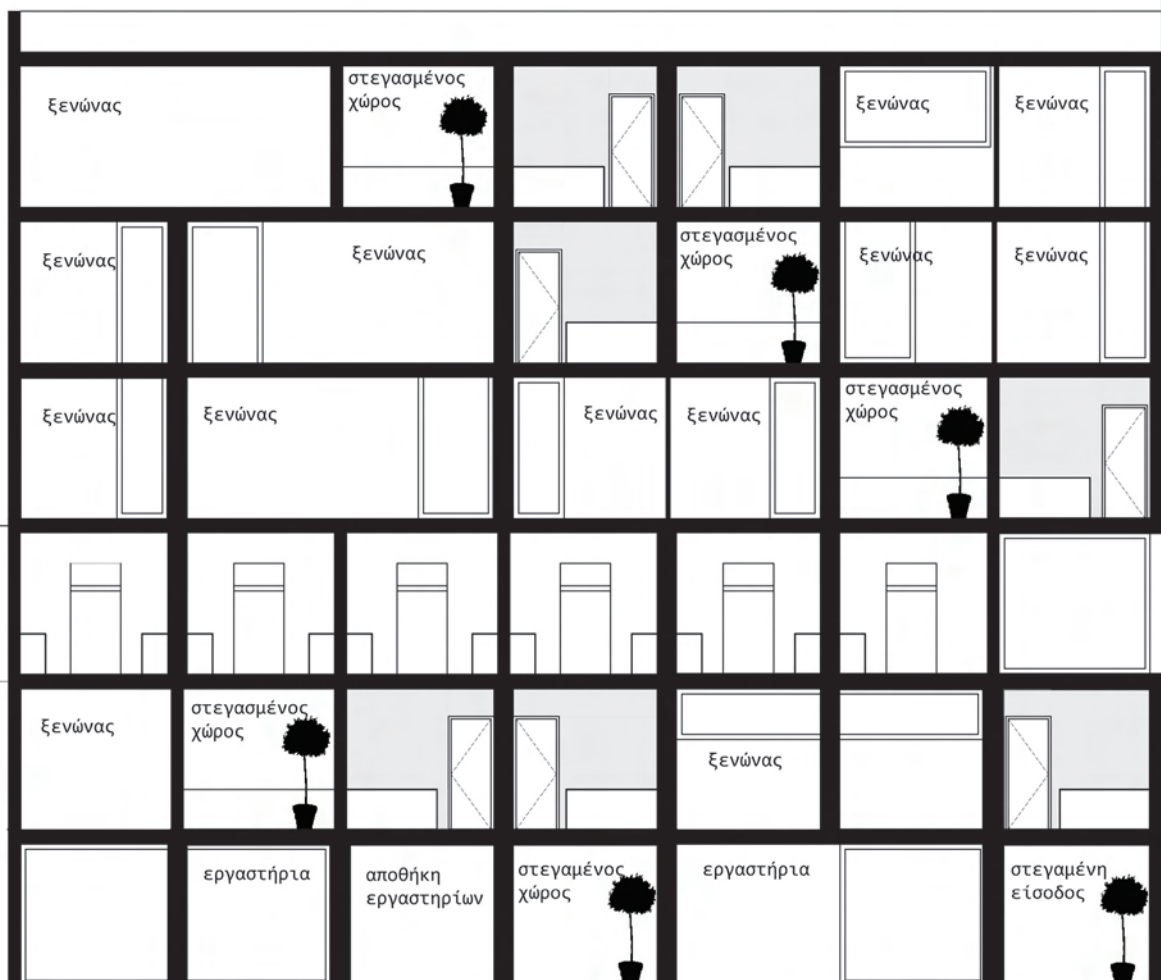 ξενώνας
στεγασμένος
χώρος
ξενώνας
ξενώνας
ξενώνας
ξενώνας
στεγασμένος
χώρος
ξενώνας
ξενώνας
ξενώνας
ξενώνας
ξενώνας
ξενώνας
στεγασμένος
χώρος
ξενώνας
στεγασμένος
χώρος
ξενώνας
εργαστήρια
αποθήκη
εργαστηρίων
στεγαμένος
χώρος
εργαστήρια
στεγαμένη
είσοδος